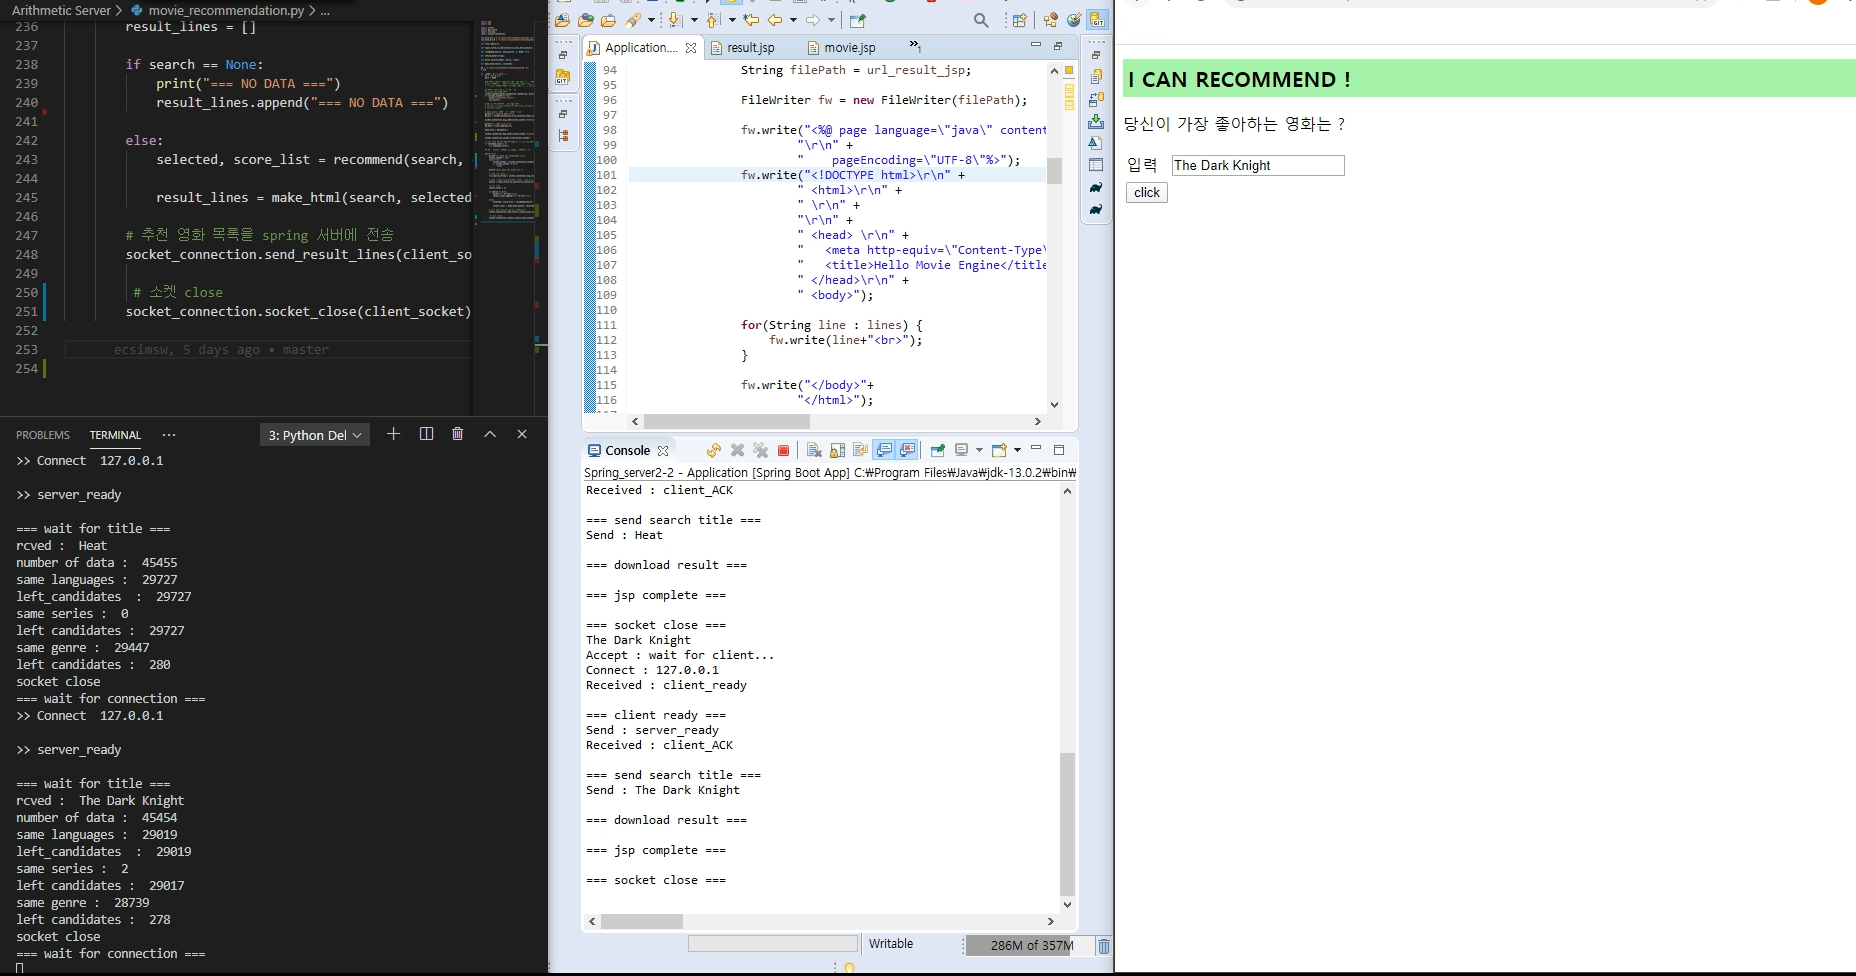 Arithmetic Server > movie_recommendation.py > ...
236 result_lines = []
237
238 if search == None:
239 print("=== NO DATA ===")
240 result_lines.append("=== NO DATA ===")
241
242 else:
243 selected, score_list = recommend(search,
244
245 result_lines = make_html(search, selected
246
247 # 추천 영화 목록을 spring 서버에 전송
248 socket_connection.send_result_lines(client_so
249
250 # 소켓 close
251 socket_connection.socket_close(client_socket)
252
253 ecsimsw, 5 days ago • master
254
PROBLEMS TERMINAL ··· 3: Python Del
>> Connect 127.0.0.1
>> server_ready
=== wait for title ===
rcved : Heat
number of data : 45455
same languages : 29727
left_candidates : 29727
same series : 0
left candidates : 29727
same genre : 29447
left candidates : 280
socket close
=== wait for connection ===
>> Connect 127.0.0.1
>> server_ready
=== wait for title ===
rcved : The Dark Knight
number of data : 45454
same languages : 29019
left_candidates : 29019
same series : 2
left candidates : 29017
same genre : 28739
left candidates : 278
socket close
=== wait for connection ===
Application.... result.jsp movie.jsp »1
94 String filePath = url_result_jsp;
95
96 FileWriter fw = new FileWriter(filePath);
97
98 fw.write("<%@ page language=\"java\" content
99 "\r\n" +
100 " pageEncoding=\"UTF-8\"%>");
101 fw.write("<!DOCTYPE html>\r\n" +
102 " <html>\r\n" +
103 " \r\n" +
104 "\r\n" +
105 " <head> \r\n" +
106 " <meta http-equiv=\"Content-Type\
107 " <title>Hello Movie Engine</title
108 " </head>\r\n" +
109 " <body>");
110
111 for(String line : lines) {
112 fw.write(line+"<br>");
113 }
114
115 fw.write("</body>"+
116 "</html>");
Console
Spring_server2-2 - Application [Spring Boot App] C:₩Program Files₩Java₩jdk-13.0.2₩bin₩
Received : client_ACK
=== send search title ===
Send : Heat
=== download result ===
=== jsp complete ===
=== socket close ===
The Dark Knight
Accept : wait for client...
Connect : 127.0.0.1
Received : client_ready
=== client ready ===
Send : server_ready
Received : client_ACK
=== send search title ===
Send : The Dark Knight
=== download result ===
=== jsp complete ===
=== socket close ===
Writable 286M of 357M
I CAN RECOMMEND !
당신이 가장 좋아하는 영화는 ?
입력 The Dark Knight
click